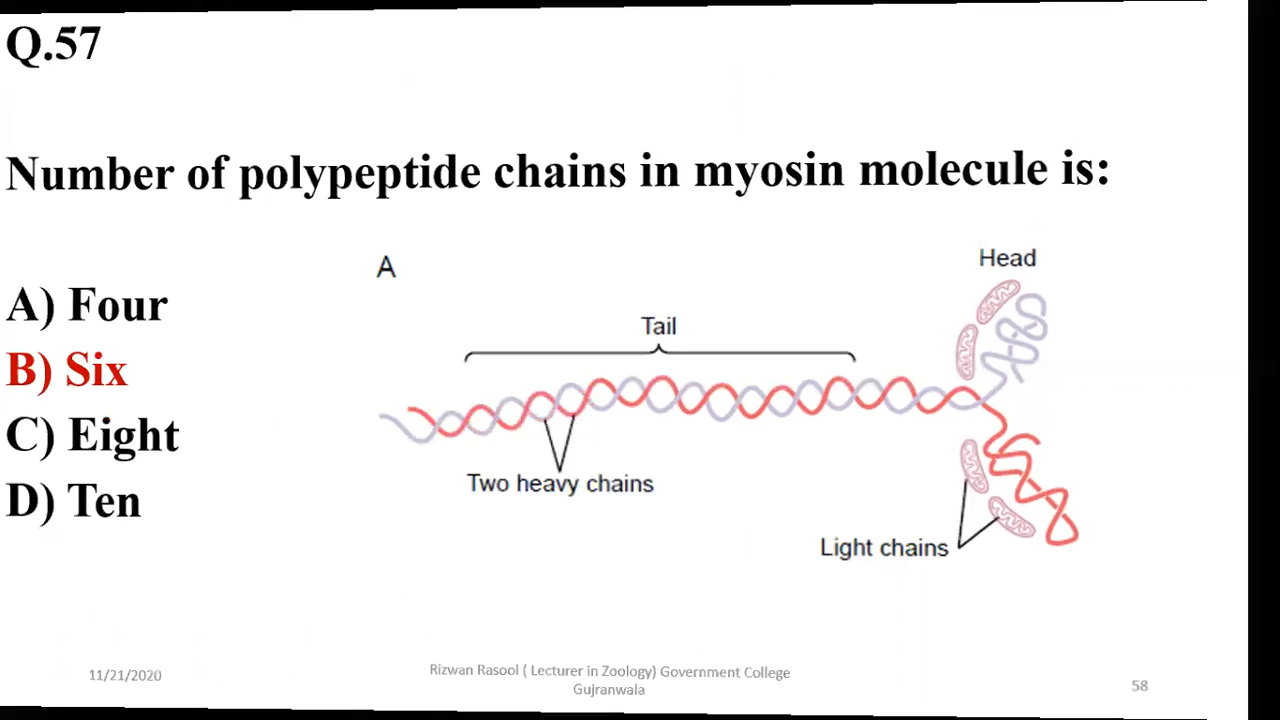 Q.57
Number of polypeptide chains in myosin molecule is:
A
Head
Tail
A) Four
B) Six
C) Eight
D) Ten
Two heavy chains
Light chains
11/21/2020
Rizwan Rasool ( Lecturer in Zoology) Government College
Gujranwala
58